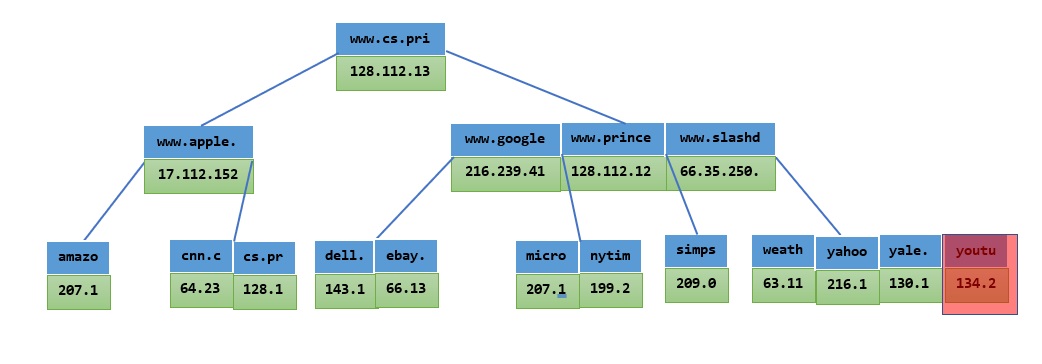 www.cs.pri
128.112.13
www.apple.
17.112.152
www.google www.prince www.slashd
216.239.41 128.112.12 66.35.250.
amazo
207.1
cnn.c cs.pr
64.23 128.1
dell. ebay.
143.1 66.13
micro nytim
207.1 199.2
simps
209.0
weath yahoo yale. youtu
63.11 216.1 130.1 134.2